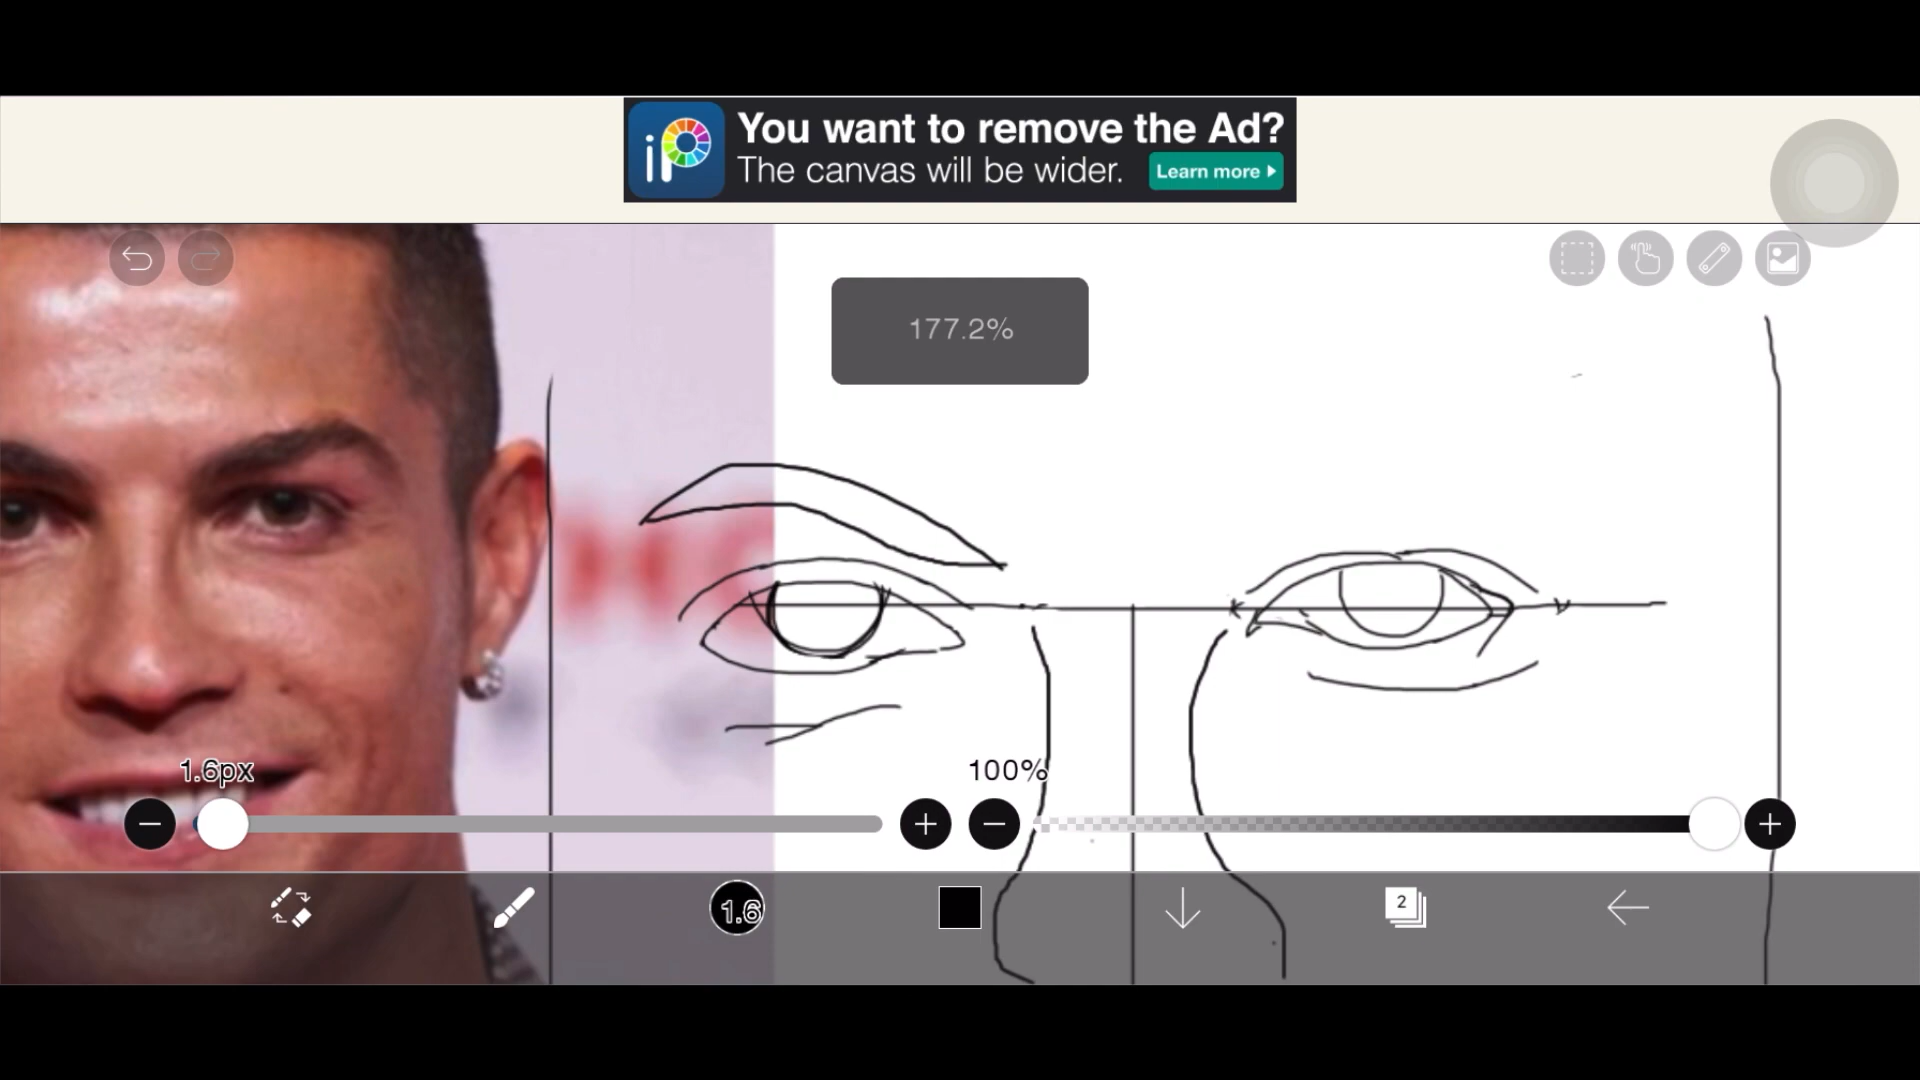 iP
You want to remove the Ad?
The canvas will be wider.
Learn more
177.2%
1.6px
100%
1.6
2